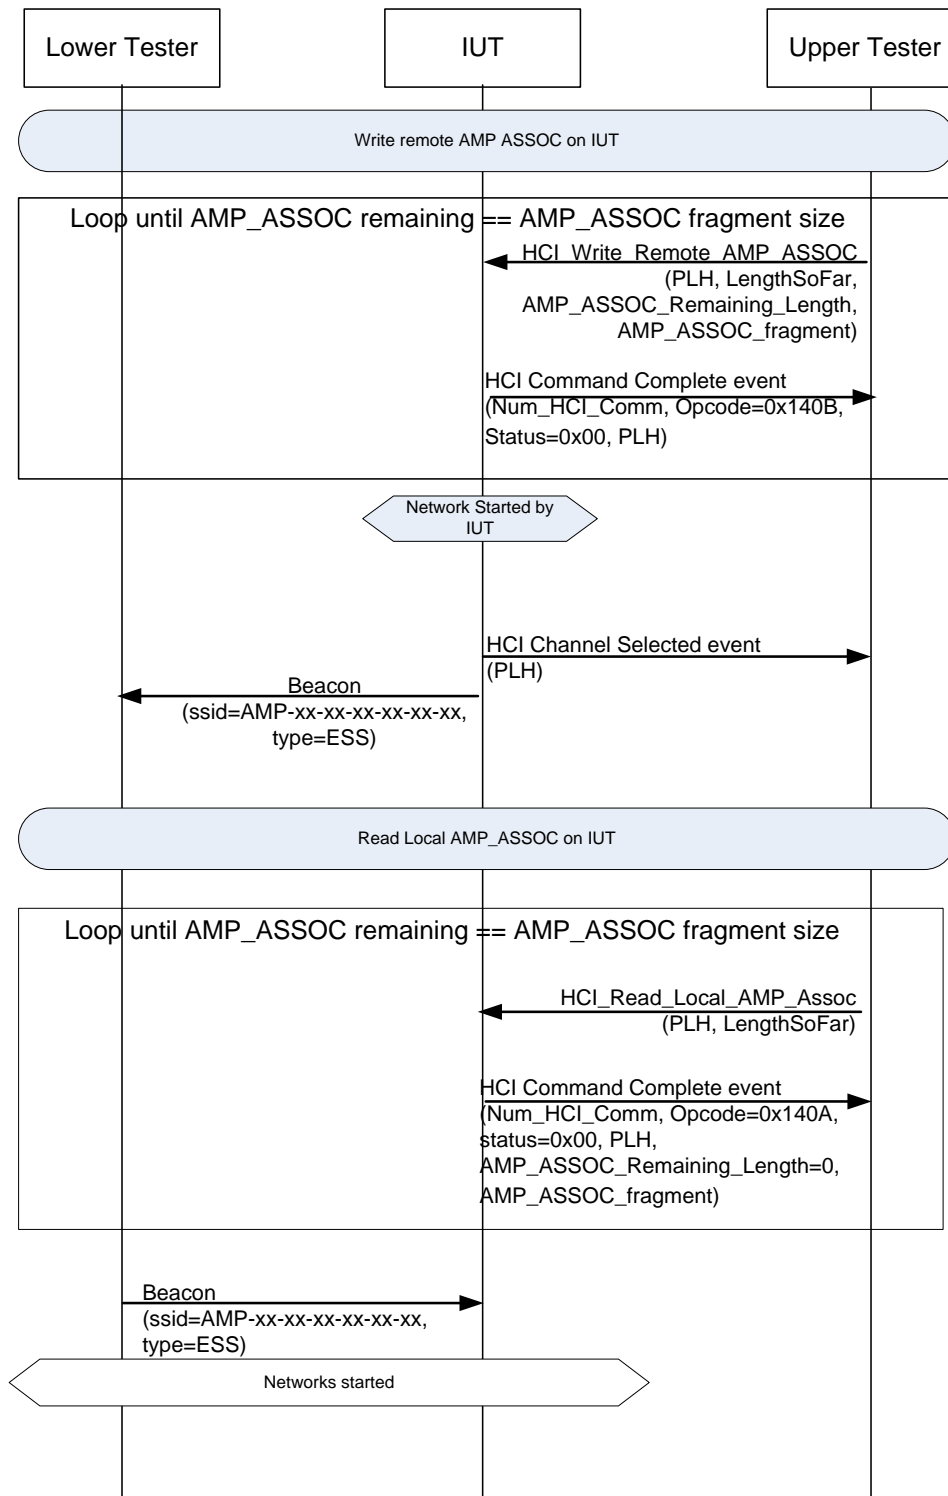 Lower Tester
IUT
Upper Tester
Write remote AMP ASSOC on IUT
Loop until AMP_ASSOC remaining == AMP_ASSOC fragment size
HCI_Write_Remote_AMP_ASSOC
(PLH, LengthSoFar,
AMP_ASSOC_Remaining_Length,
AMP_ASSOC_fragment)
HCI Command Complete event
(Num_HCI_Comm, Opcode=0x140B,
Status=0x00, PLH)
Network Started by
IUT
HCI Channel Selected event
(PLH)
Beacon
(ssid=AMP-xx-xx-xx-xx-xx-xx,
type=ESS)
Read Local AMP_ASSOC on IUT
Loop until AMP_ASSOC remaining == AMP_ASSOC fragment size
HCI_Read_Local_AMP_Assoc
(PLH, LengthSoFar)
HCI Command Complete event
(Num_HCI_Comm, Opcode=0x140A,
status=0x00, PLH,
AMP_ASSOC_Remaining_Length=0,
AMP_ASSOC_fragment)
Beacon
(ssid=AMP-xx-xx-xx-xx-xx-xx,
type=ESS)
Networks started